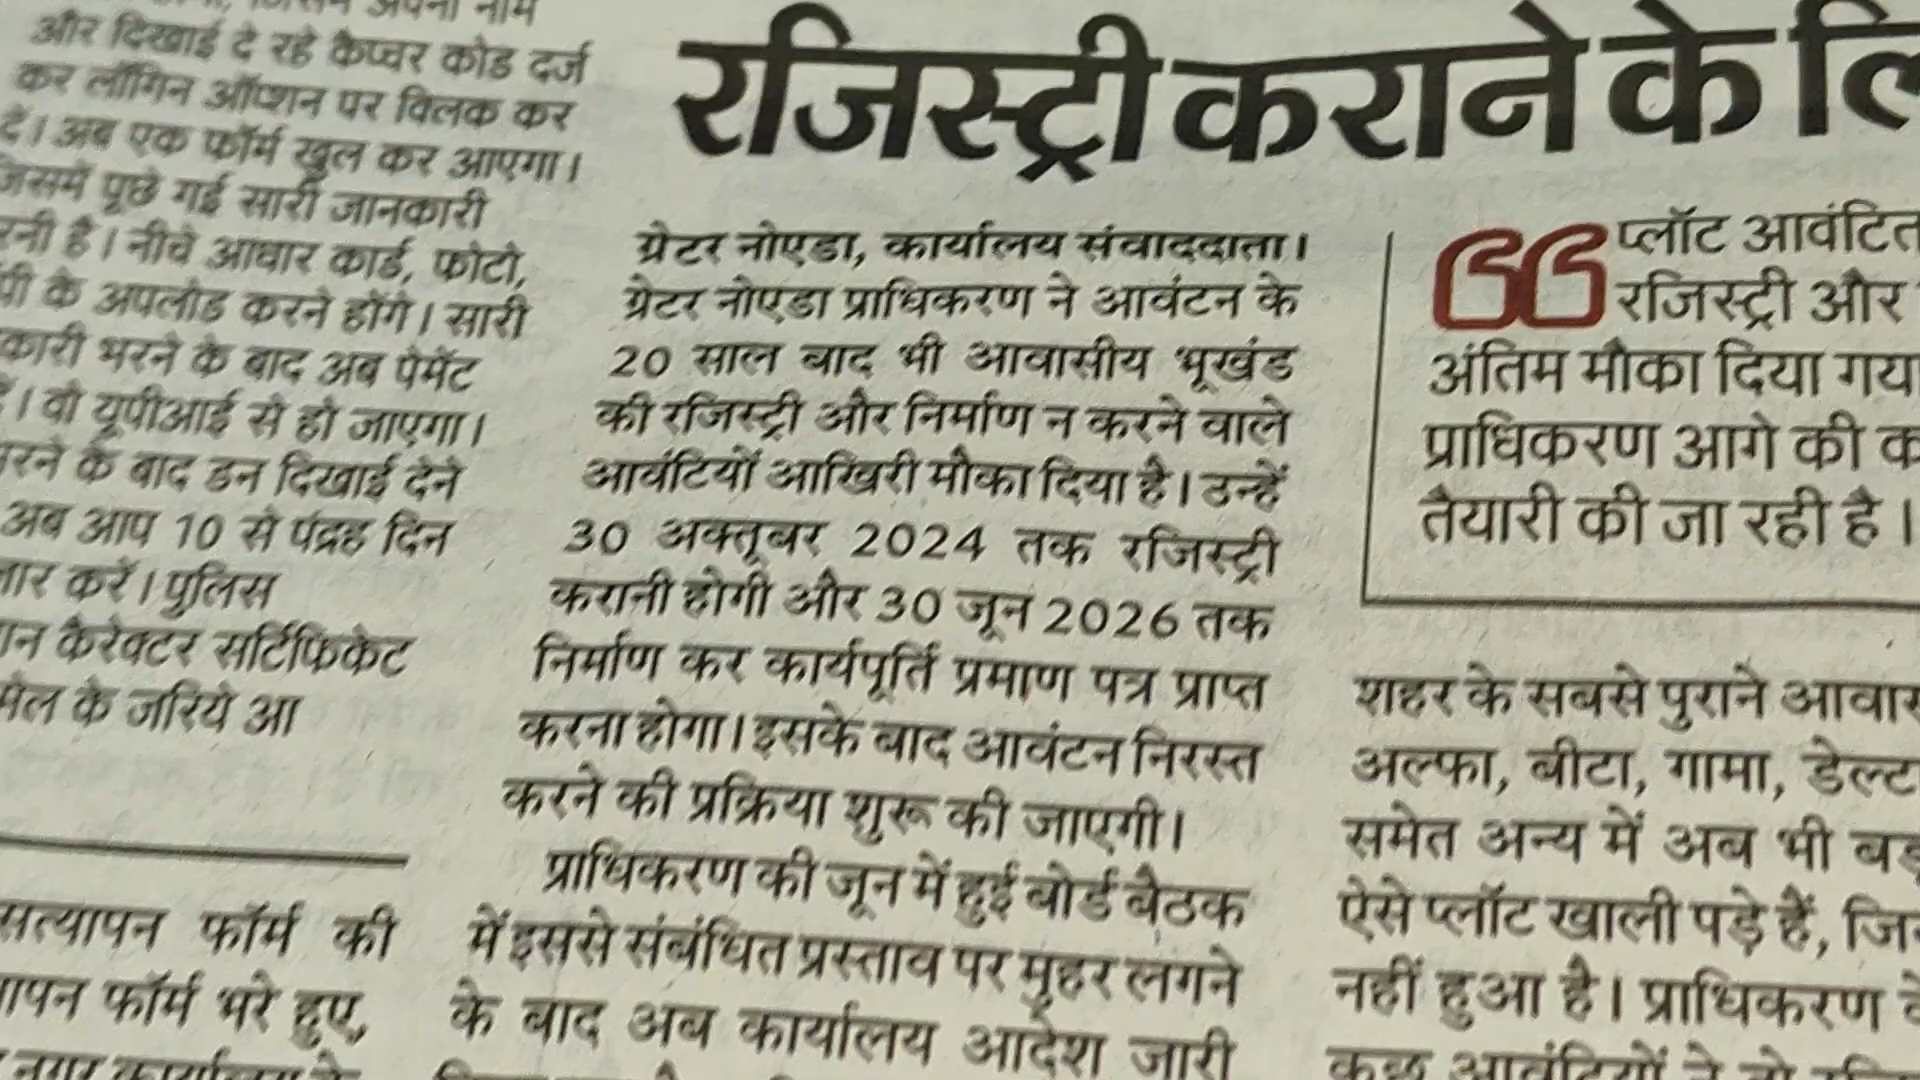 अपना नाम
और दिखाई दे रहे कैप्चर कोड दर्ज
कर लॉगिन ऑप्शन पर क्लिक कर
दें। अब एक फॉर्म खुल कर आएगा।
जिसमें पूछे गई सारी जानकारी
है। नीचे आधार कार्ड, फोटो,
के अपलोड करने होंगे। सारी
भरने के बाद अब पेमेंट
। वो यूपीआई से हो जाएगा।
के बाद डन दिखाई देने
अब आप 10 से पंद्रह दिन
करें। पुलिस
कैरेक्टर सर्टिफिकेट
के जरिये आ
सत्यापन फॉर्म की
फॉर्म भरे हुए,
रजिस्ट्री कराने के लि
ग्रेटर नोएडा, कार्यालय संवाददाता।
ग्रेटर नोएडा प्राधिकरण ने आवंटन के
20 साल बाद भी आवासीय भूखंड
की रजिस्ट्री और निर्माण न करने वाले
आवंटियों आखिरी मौका दिया है। उन्हें
30 अक्तूबर 2024 तक रजिस्ट्री
करानी होगी और 30 जून 2026 तक
निर्माण कर कार्यपूर्ति प्रमाण पत्र प्राप्त
करना होगा। इसके बाद आवंटन निरस्त
करने की प्रक्रिया शुरू की जाएगी।
प्राधिकरण की जून में हुई बोर्ड बैठक
में इससे संबंधित प्रस्ताव पर मुहर लगने
के बाद अब कार्यालय आदेश जारी
प्लॉट आवंटित
रजिस्ट्री और
अंतिम मौका दिया गया
प्राधिकरण आगे की क
तैयारी की जा रही है।
शहर के सबसे पुराने आवास
अल्फा, बीटा, गामा, डेल्टा
समेत अन्य में अब भी बड़
ऐसे प्लॉट खाली पड़े हैं, जिन
नहीं हुआ है। प्राधिकरण
कुछ आवंटियों ने तो